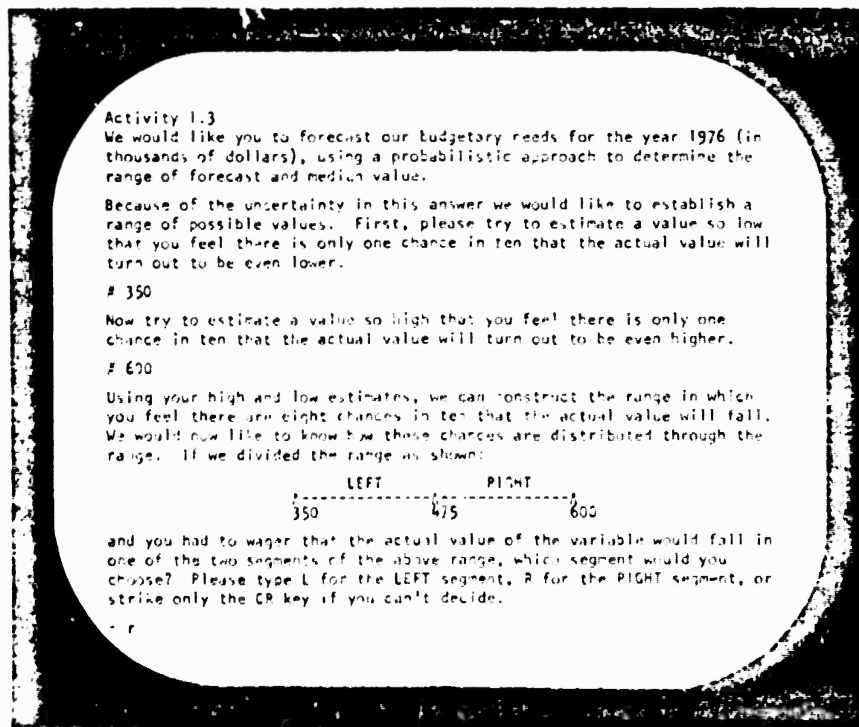 Activity 1.3
We would like you to forecast our budgetary needs for the year 1976 (in
thousands of dollars), using a probabilistic approach to determine the
range of forecast and median value.
Because of the uncertainty in this answer we would like to establish a
range of possible values. First, please try to estimate a value so low
that you feel there is only one chance in ten that the actual value will
turn out to be even lower.
# 350
Now try to estimate a value so high that you feel there is only one
chance in ten that the actual value will turn out to be even higher.
# 600
Using your high and low estimates, we can construct the range in which
you feel there are eight chances in ten that the actual value will fall.
We would now like to know how these chances are distributed through the
range. If we divided the range as shown:
LEFT RIGHT
350 475 600
and you had to wager that the actual value of the variable would fall in
one of the two segments of the above range, which segment would you
choose? Please type L for the LEFT segment, R for the RIGHT segment, or
strike only the CR key if you can't decide.
r